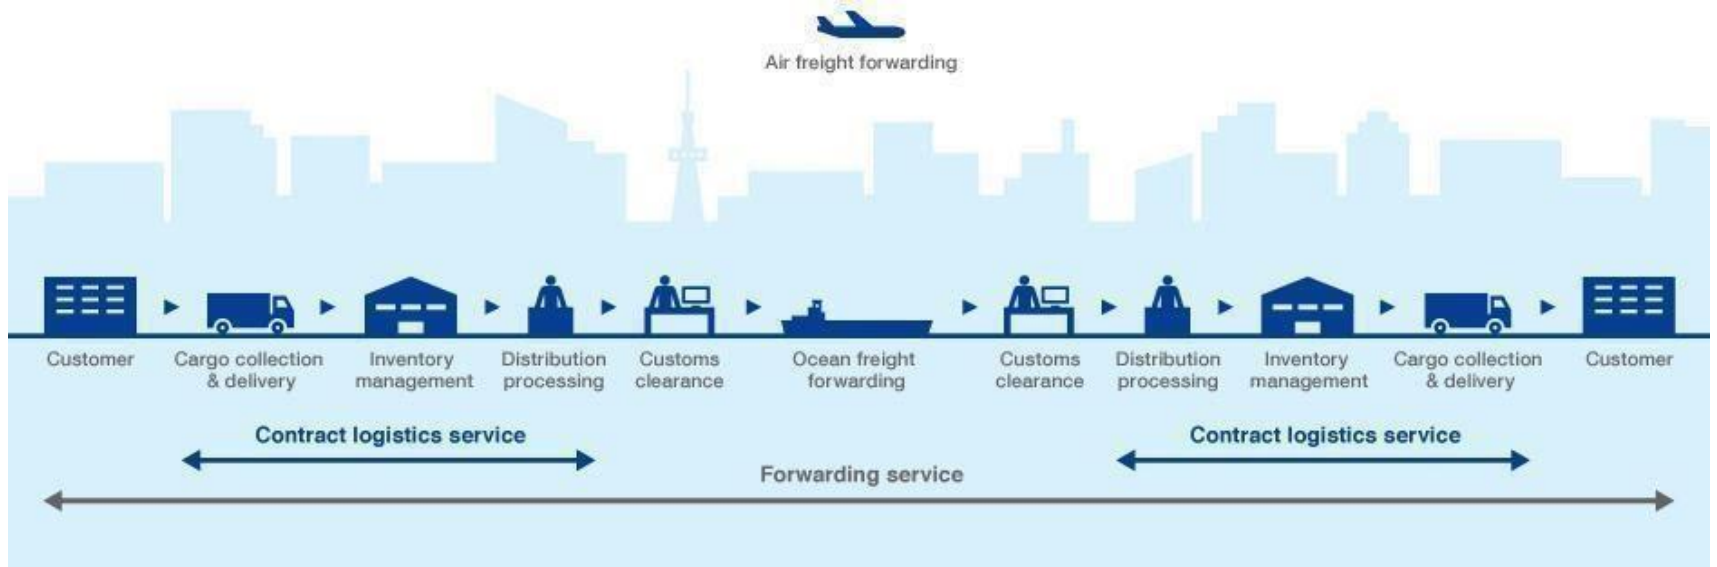 Air freight forwarding
Customer
Cargo collection
& delivery
Inventory
management
Distribution
processing
Customs
clearance
Ocean freight
forwarding
Customs
clearance
Distribution
processing
Inventory
management
Cargo collection
& delivery
Customer
Contract logistics service
Contract logistics service
Forwarding service